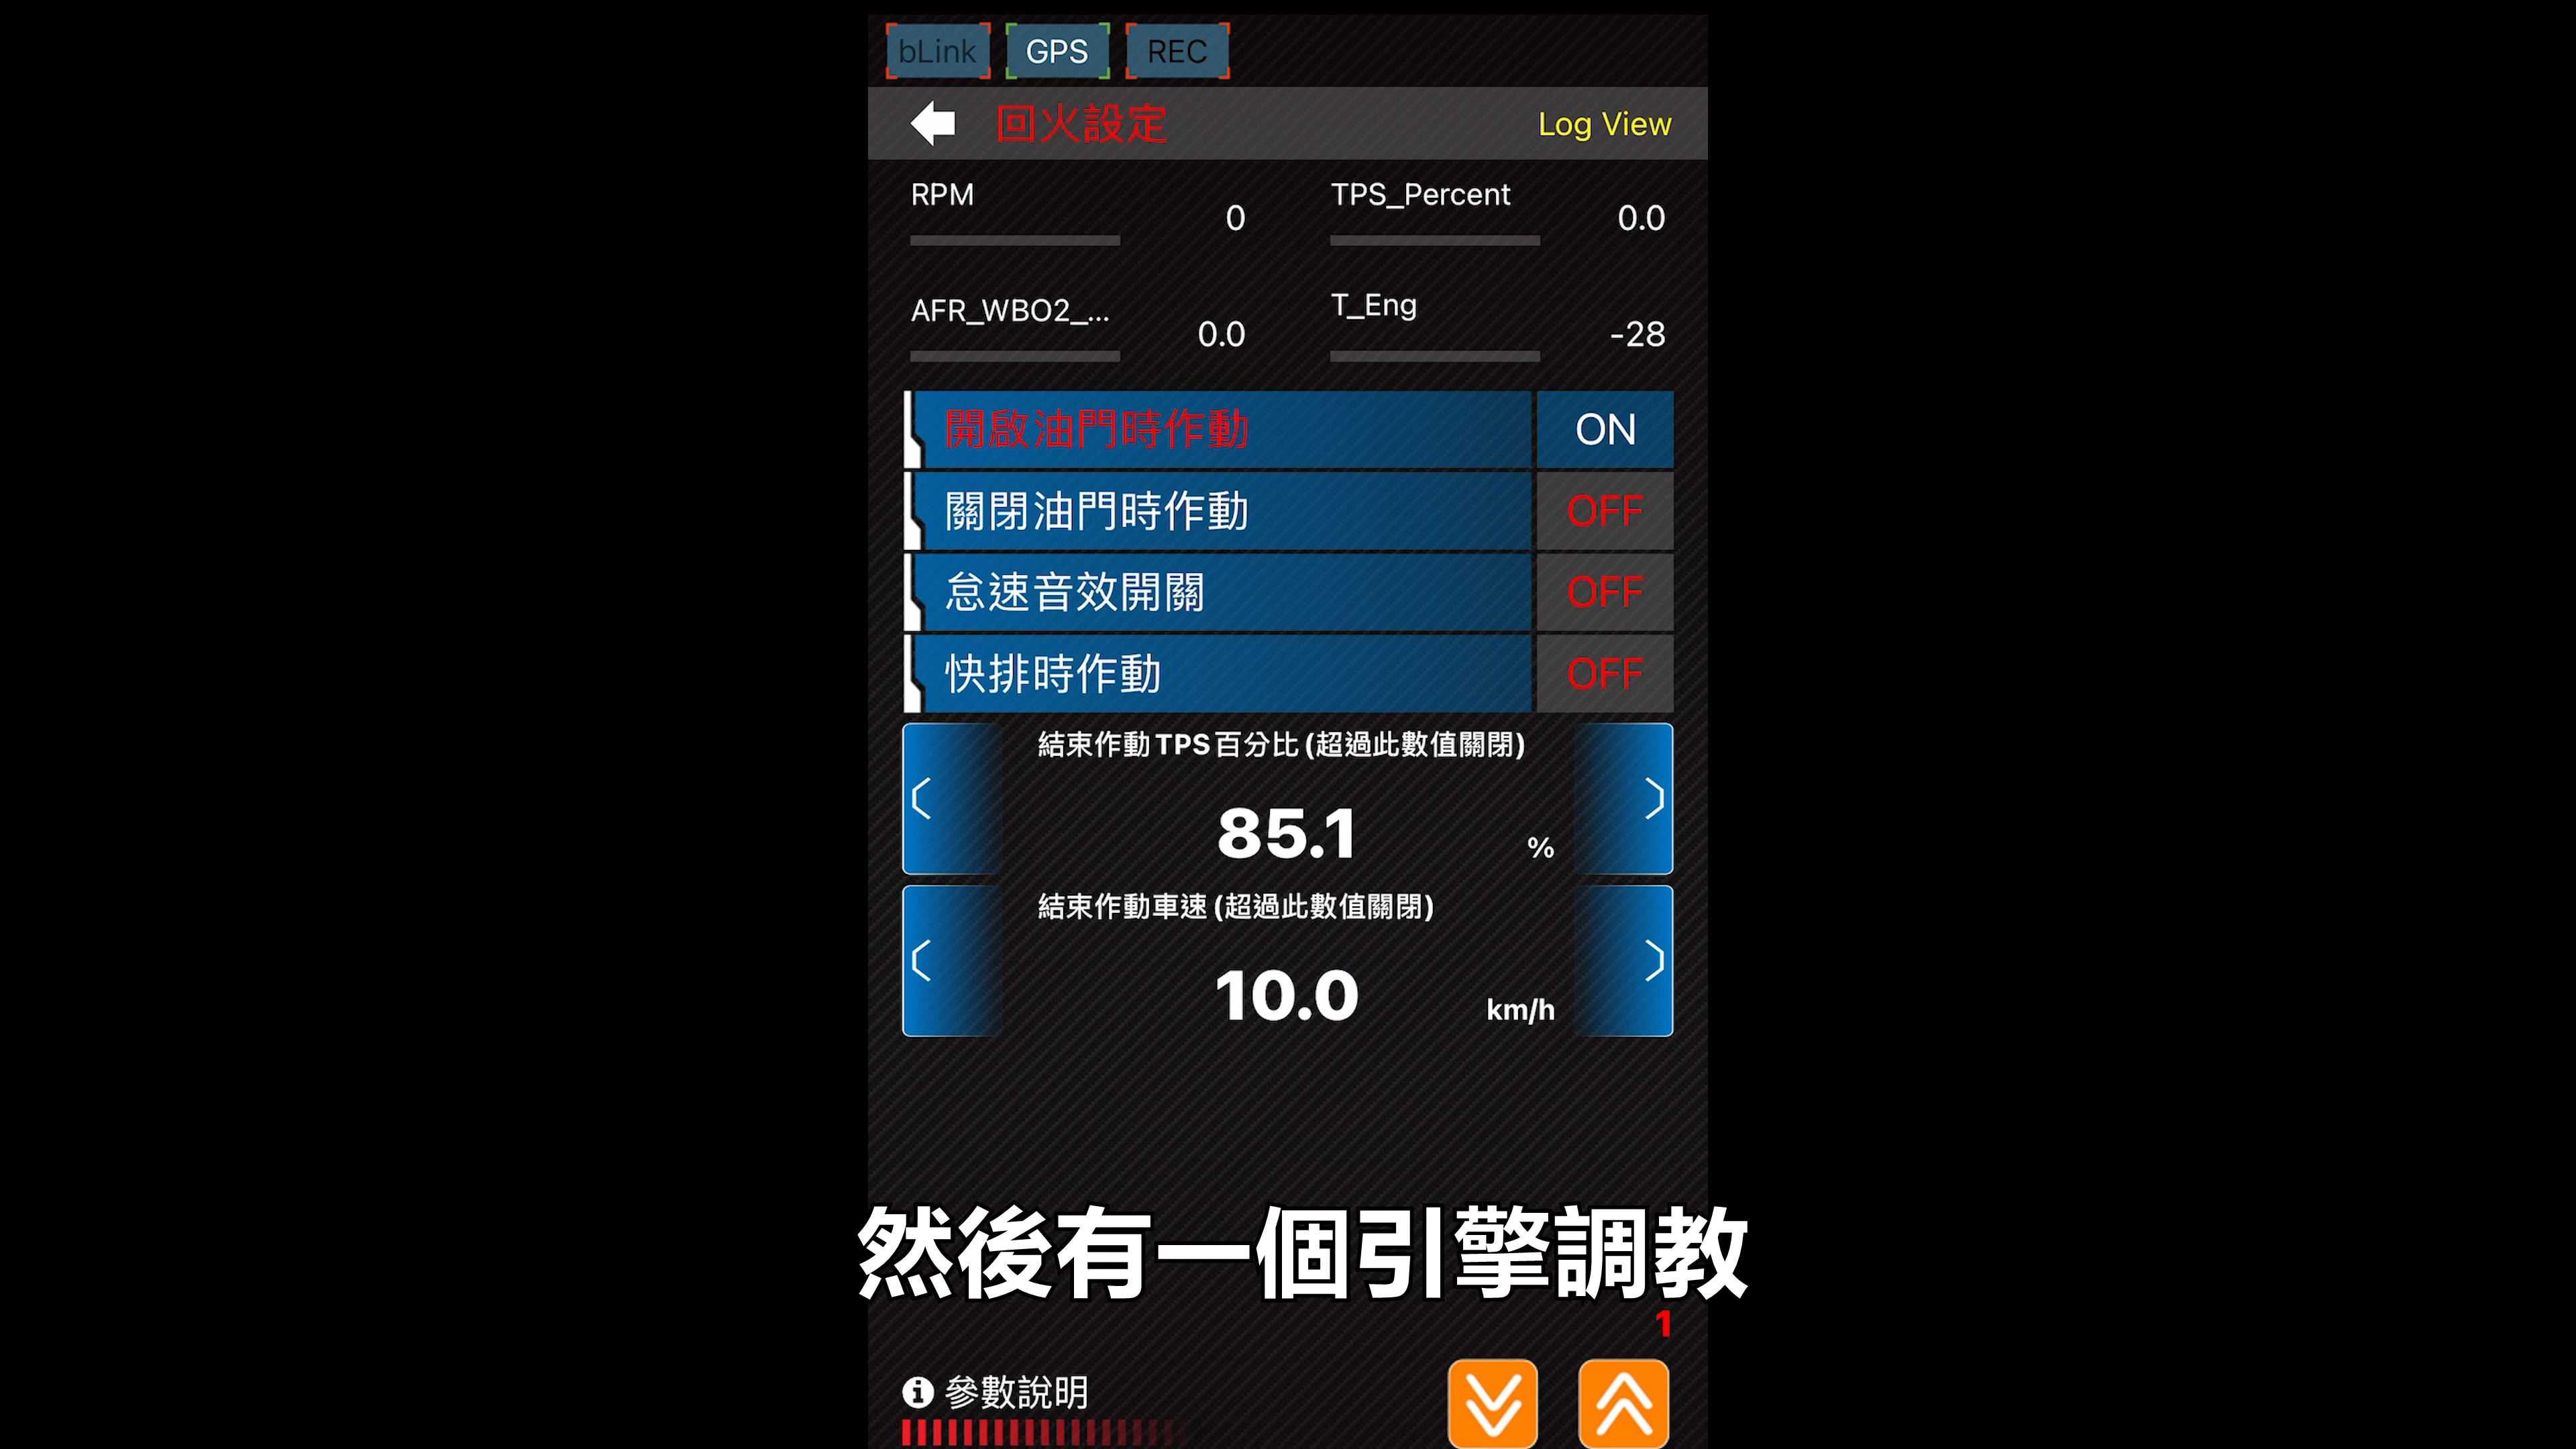 bLink GPS REC
回火設定 Log View
RPM 0 TPS_Percent 0.0
AFR_WBO2_... 0.0 T_Eng -28
開啟油門時作動 ON
關閉油門時作動 OFF
怠速音效開關 OFF
快排時作動 OFF
結束作動TPS百分比(超過此數值關閉)
85.1 %
結束作動車速(超過此數值關閉)
10.0 km/h
然後有一個引擎調教
1
參數說明